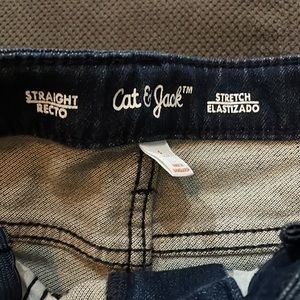 STRAIGHT
RECTO
Cat & Jack™
STRETCH
ELASTIZADO